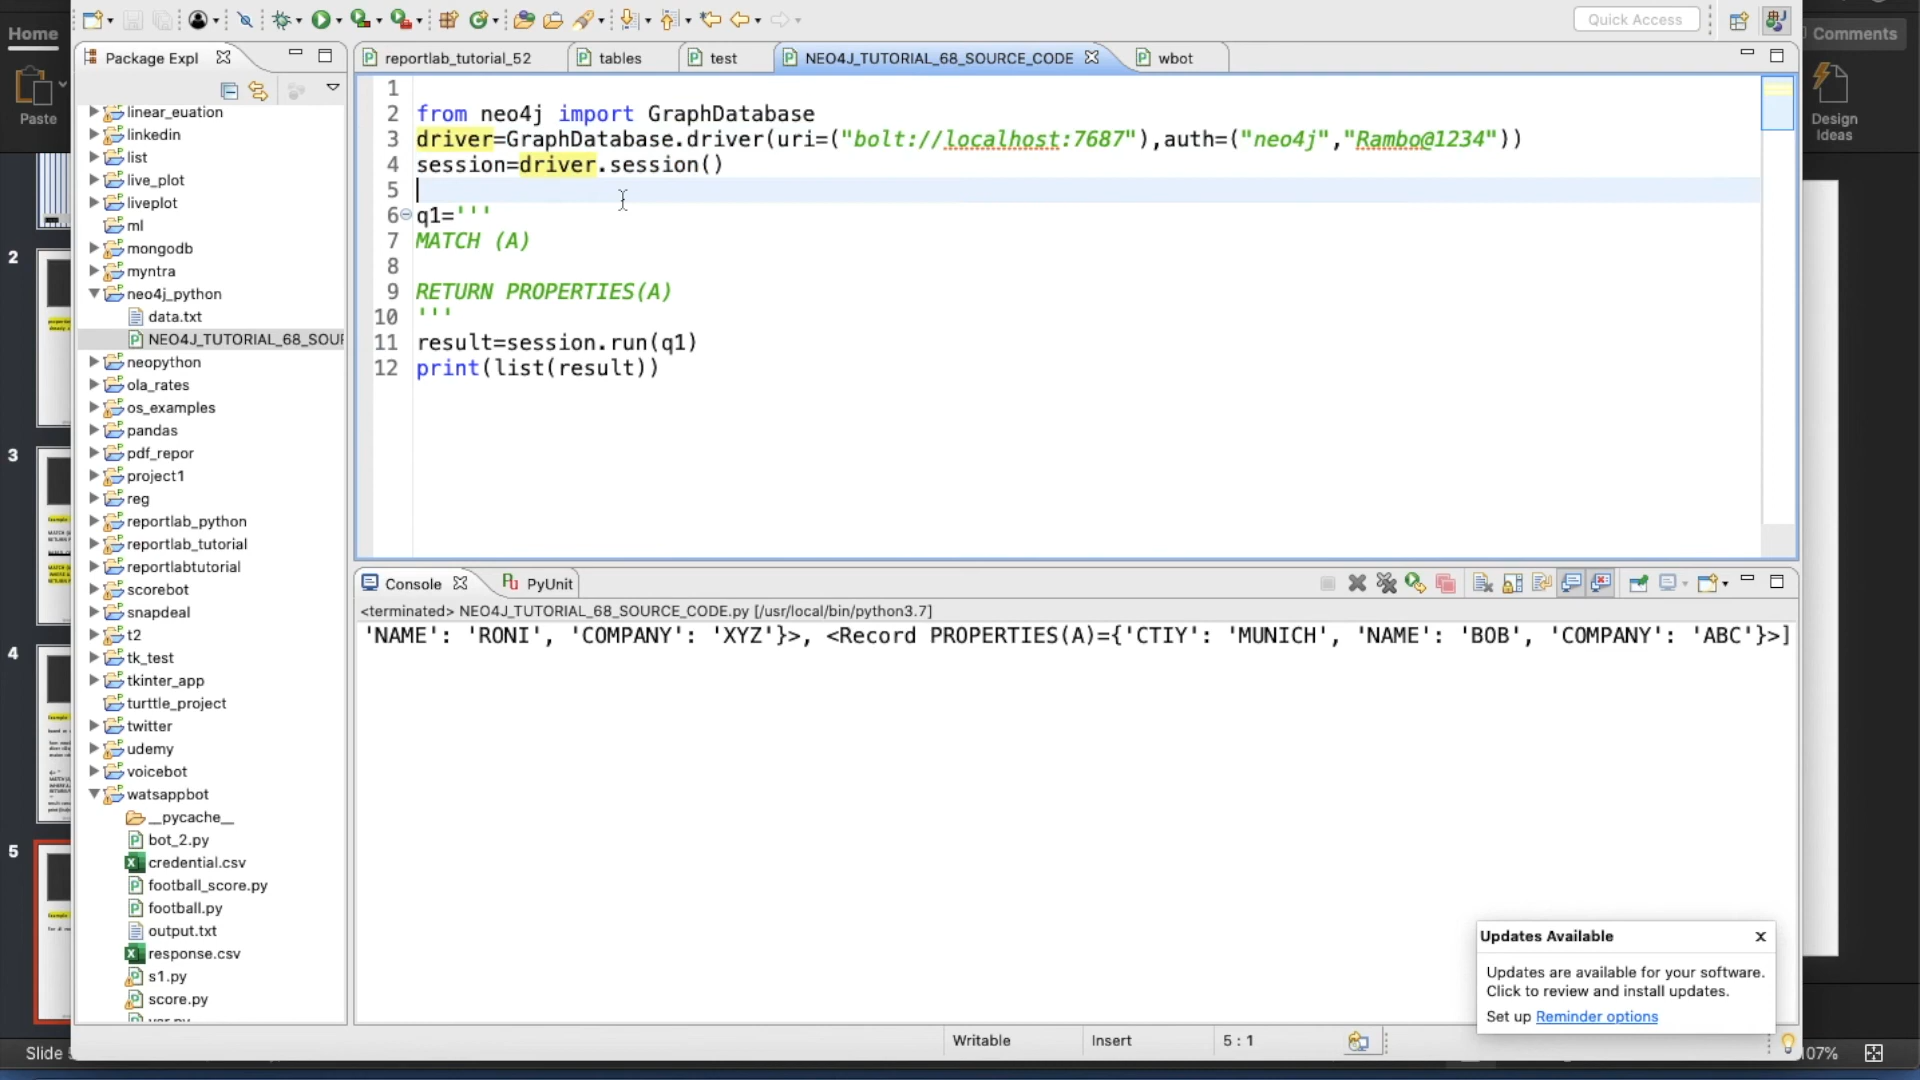 Home
Paste
2
3
4
5
Quick Access
Comments
Design
Ideas
Package Expl
linear_euation
linkedin
list
live_plot
liveplot
ml
mongodb
myntra
neo4j_python
data.txt
NEO4J_TUTORIAL_68_SOUR
neopython
ola_rates
os_examples
pandas
pdf_repor
project1
reg
reportlab_python
reportlab_tutorial
reportlabtutorial
scorebot
snapdeal
t2
tk_test
tkinter_app
turttle_project
twitter
udemy
voicebot
watsappbot
__pycache__
bot_2.py
credential.csv
football_score.py
football.py
output.txt
response.csv
s1.py
score.py
reportlab_tutorial_52
tables
test
NEO4J_TUTORIAL_68_SOURCE_CODE
wbot
1
2 from neo4j import GraphDatabase
3 driver=GraphDatabase.driver(uri=("bolt://localhost:7687"),auth=("neo4j","Rambo@1234"))
4 session=driver.session()
5
6 q1='''
7 MATCH (A)
8
9 RETURN PROPERTIES(A)
10 '''
11 result=session.run(q1)
12 print(list(result))
Console
PyUnit
<terminated> NEO4J_TUTORIAL_68_SOURCE_CODE.py [/usr/local/bin/python3.7]
'NAME': 'RONI', 'COMPANY': 'XYZ'}>, <Record PROPERTIES(A)={'CTIY': 'MUNICH', 'NAME': 'BOB', 'COMPANY': 'ABC'}>]
Updates Available
Updates are available for your software.
Click to review and install updates.
Set up Reminder options
Writable
Insert
5 : 1
Slide
107%